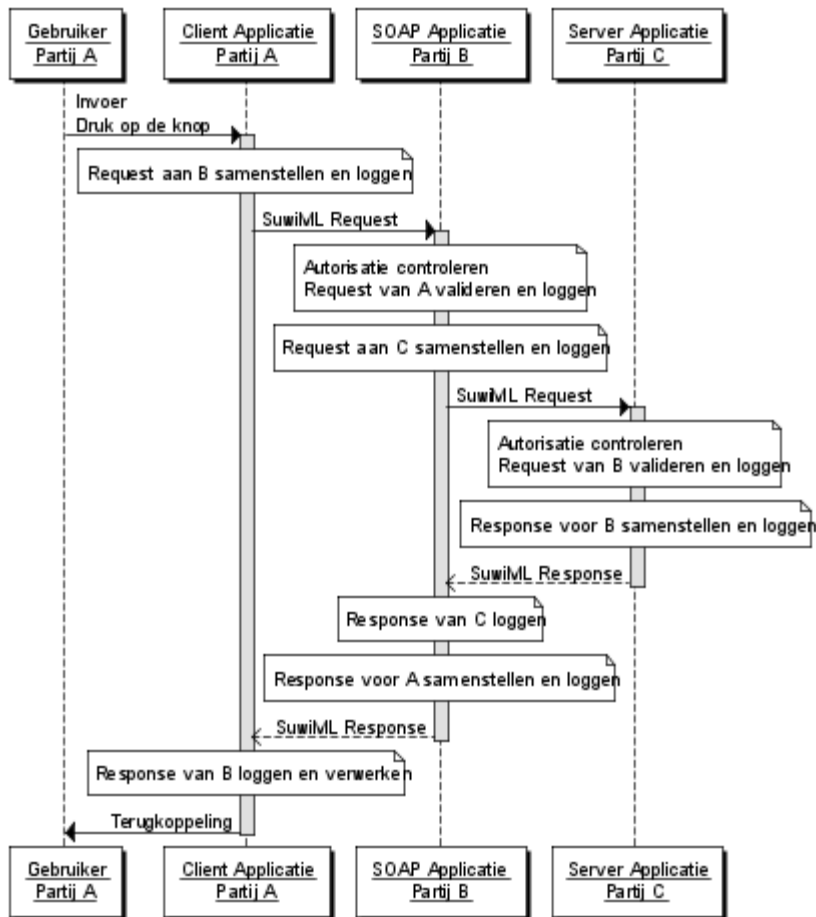 Gebruiker
Partij A
Client Applicatie
Partij A
SOAP Applicatie
Partij B
Server Applicatie
Partij C
Invoer
Druk op de knop
Request aan B samenstellen en loggen
SuwiML Request
Autorisatie controleren
Request van A valideren en loggen
Request aan C samenstellen en loggen
SuwiML Request
Autorisatie controleren
Request van B valideren en loggen
Response voor B samenstellen en loggen
SuwiML Response
Response van C loggen
Response voor A samenstellen en loggen
SuwiML Response
Response van B loggen en verwerken
Terugkoppeling
Gebruiker
Partij A
Client Applicatie
Partij A
SOAP Applicatie
Partij B
Server Applicatie
Partij C